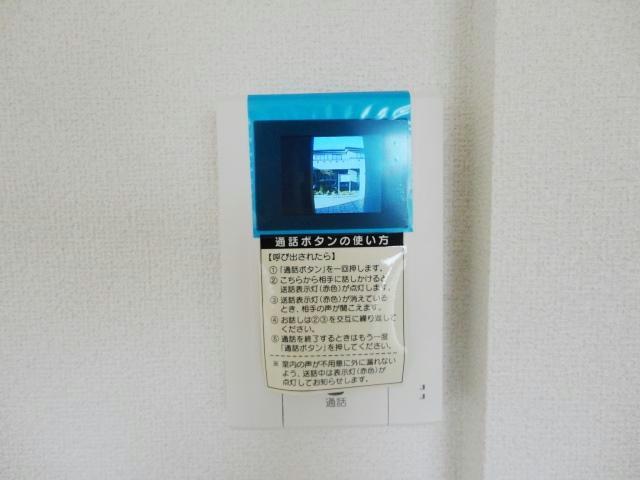 通話ボタンの使い方
【呼び出されたら】
①「通話ボタン」を一回押します。
②こちらから相手に話しかけると
送話表示灯(赤色)が点灯します。
③送話表示灯(赤色)が消えている
とき、相手の声が聞こえます。
④お話しは②③を交互に繰り返して
ください。
⑤通話を終了するときはもう一度
「通話ボタン」を押してください。
※室内の声が不用意に外に漏れない
よう、送話中は表示灯(赤色)が
点灯してお知らせします。
通話